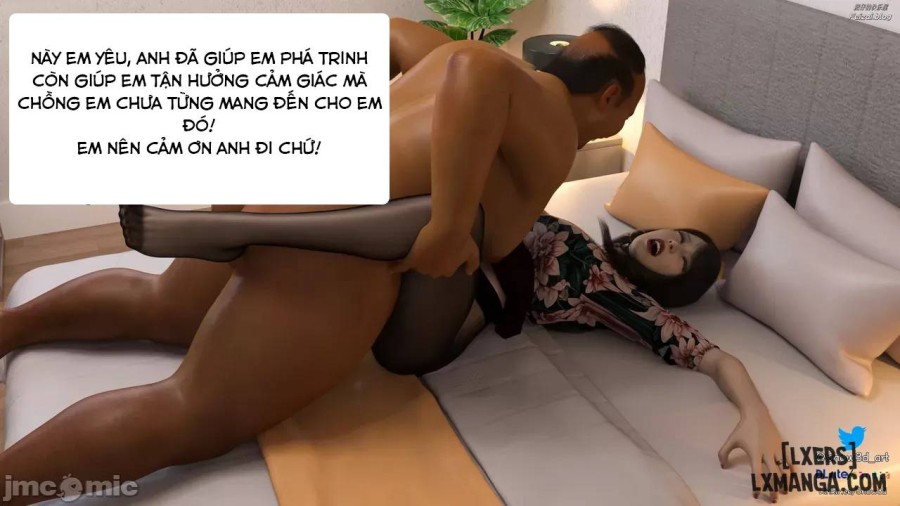 NÀY EM YÊU, ANH ĐÃ GIÚP EM PHÁ TRINH
CÒN GIÚP EM TẬN HƯỞNG CẢM GIÁC MÀ
CHỒNG EM CHƯA TỪNG MANG ĐẾN CHO EM
ĐÓ!
EM NÊN CẢM ƠN ANH ĐI CHỨ!
[LXERS]
LXMANGA.COM
jmcomic